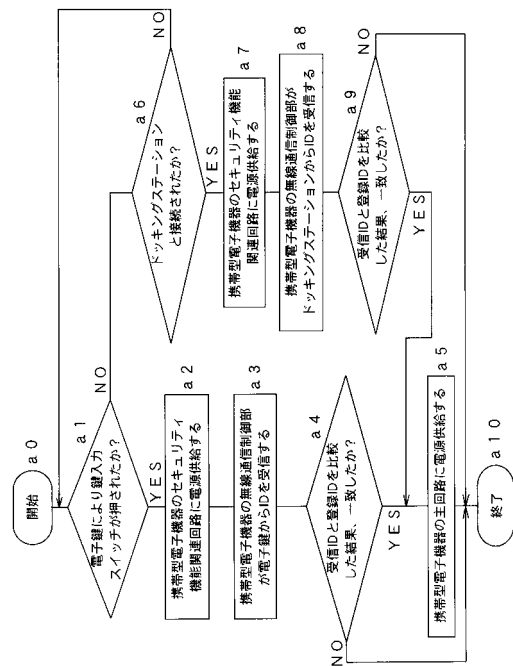 開始
a0
電子鍵により鍵入力
スイッチが押されたか？
a1
NO
YES
携帯型電子機器のセキュリティ
機能関連回路に電源供給する
a2
携帯型電子機器の無線通信制御部
が電子鍵からIDを受信する
a3
受信IDと登録IDを比較
した結果、一致したか？
a4
NO
YES
携帯型電子機器の主回路に電源供給する
a5
終了
a10
ドッキングステーション
と接続されたか？
a6
NO
YES
携帯型電子機器のセキュリティ機能
関連回路に電源供給する
a7
携帯型電子機器の無線通信制御部が
ドッキングステーションからIDを受信する
a8
受信IDと登録IDを比較
した結果、一致したか？
a9
NO
YES